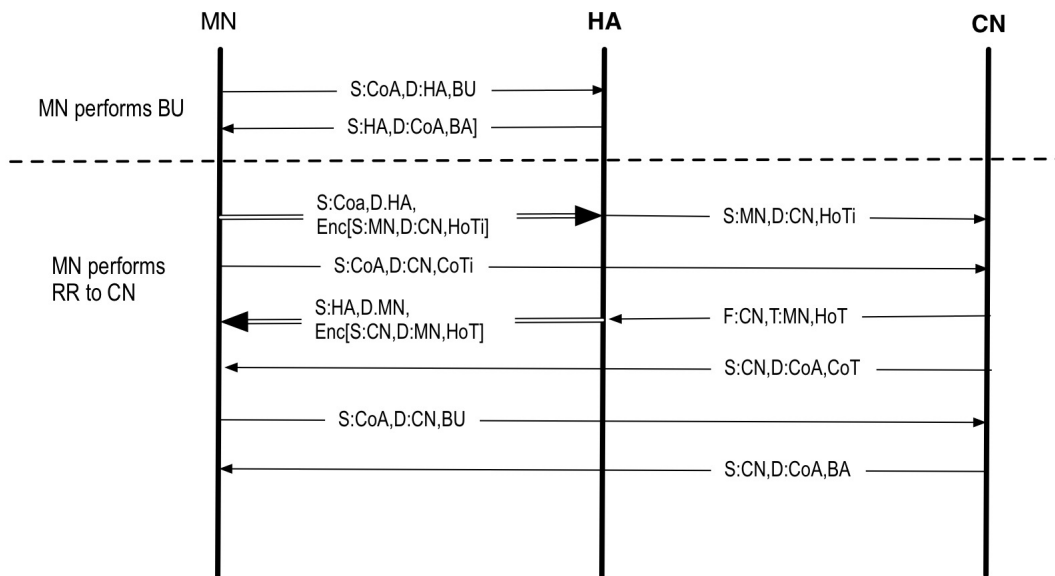 MN
HA
CN
MN performs BU
S:CoA,D:HA,BU
S:HA,D:CoA,BA]
MN performs
RR to CN
S:Coa,D.HA,
Enc[S:MN,D:CN,HoTi]
S:MN,D:CN,HoTi
S:CoA,D:CN,CoTi
S:HA,D.MN,
Enc[S:CN,D:MN,HoT]
F:CN,T:MN,HoT
S:CN,D:CoA,CoT
S:CoA,D:CN,BU
S:CN,D:CoA,BA